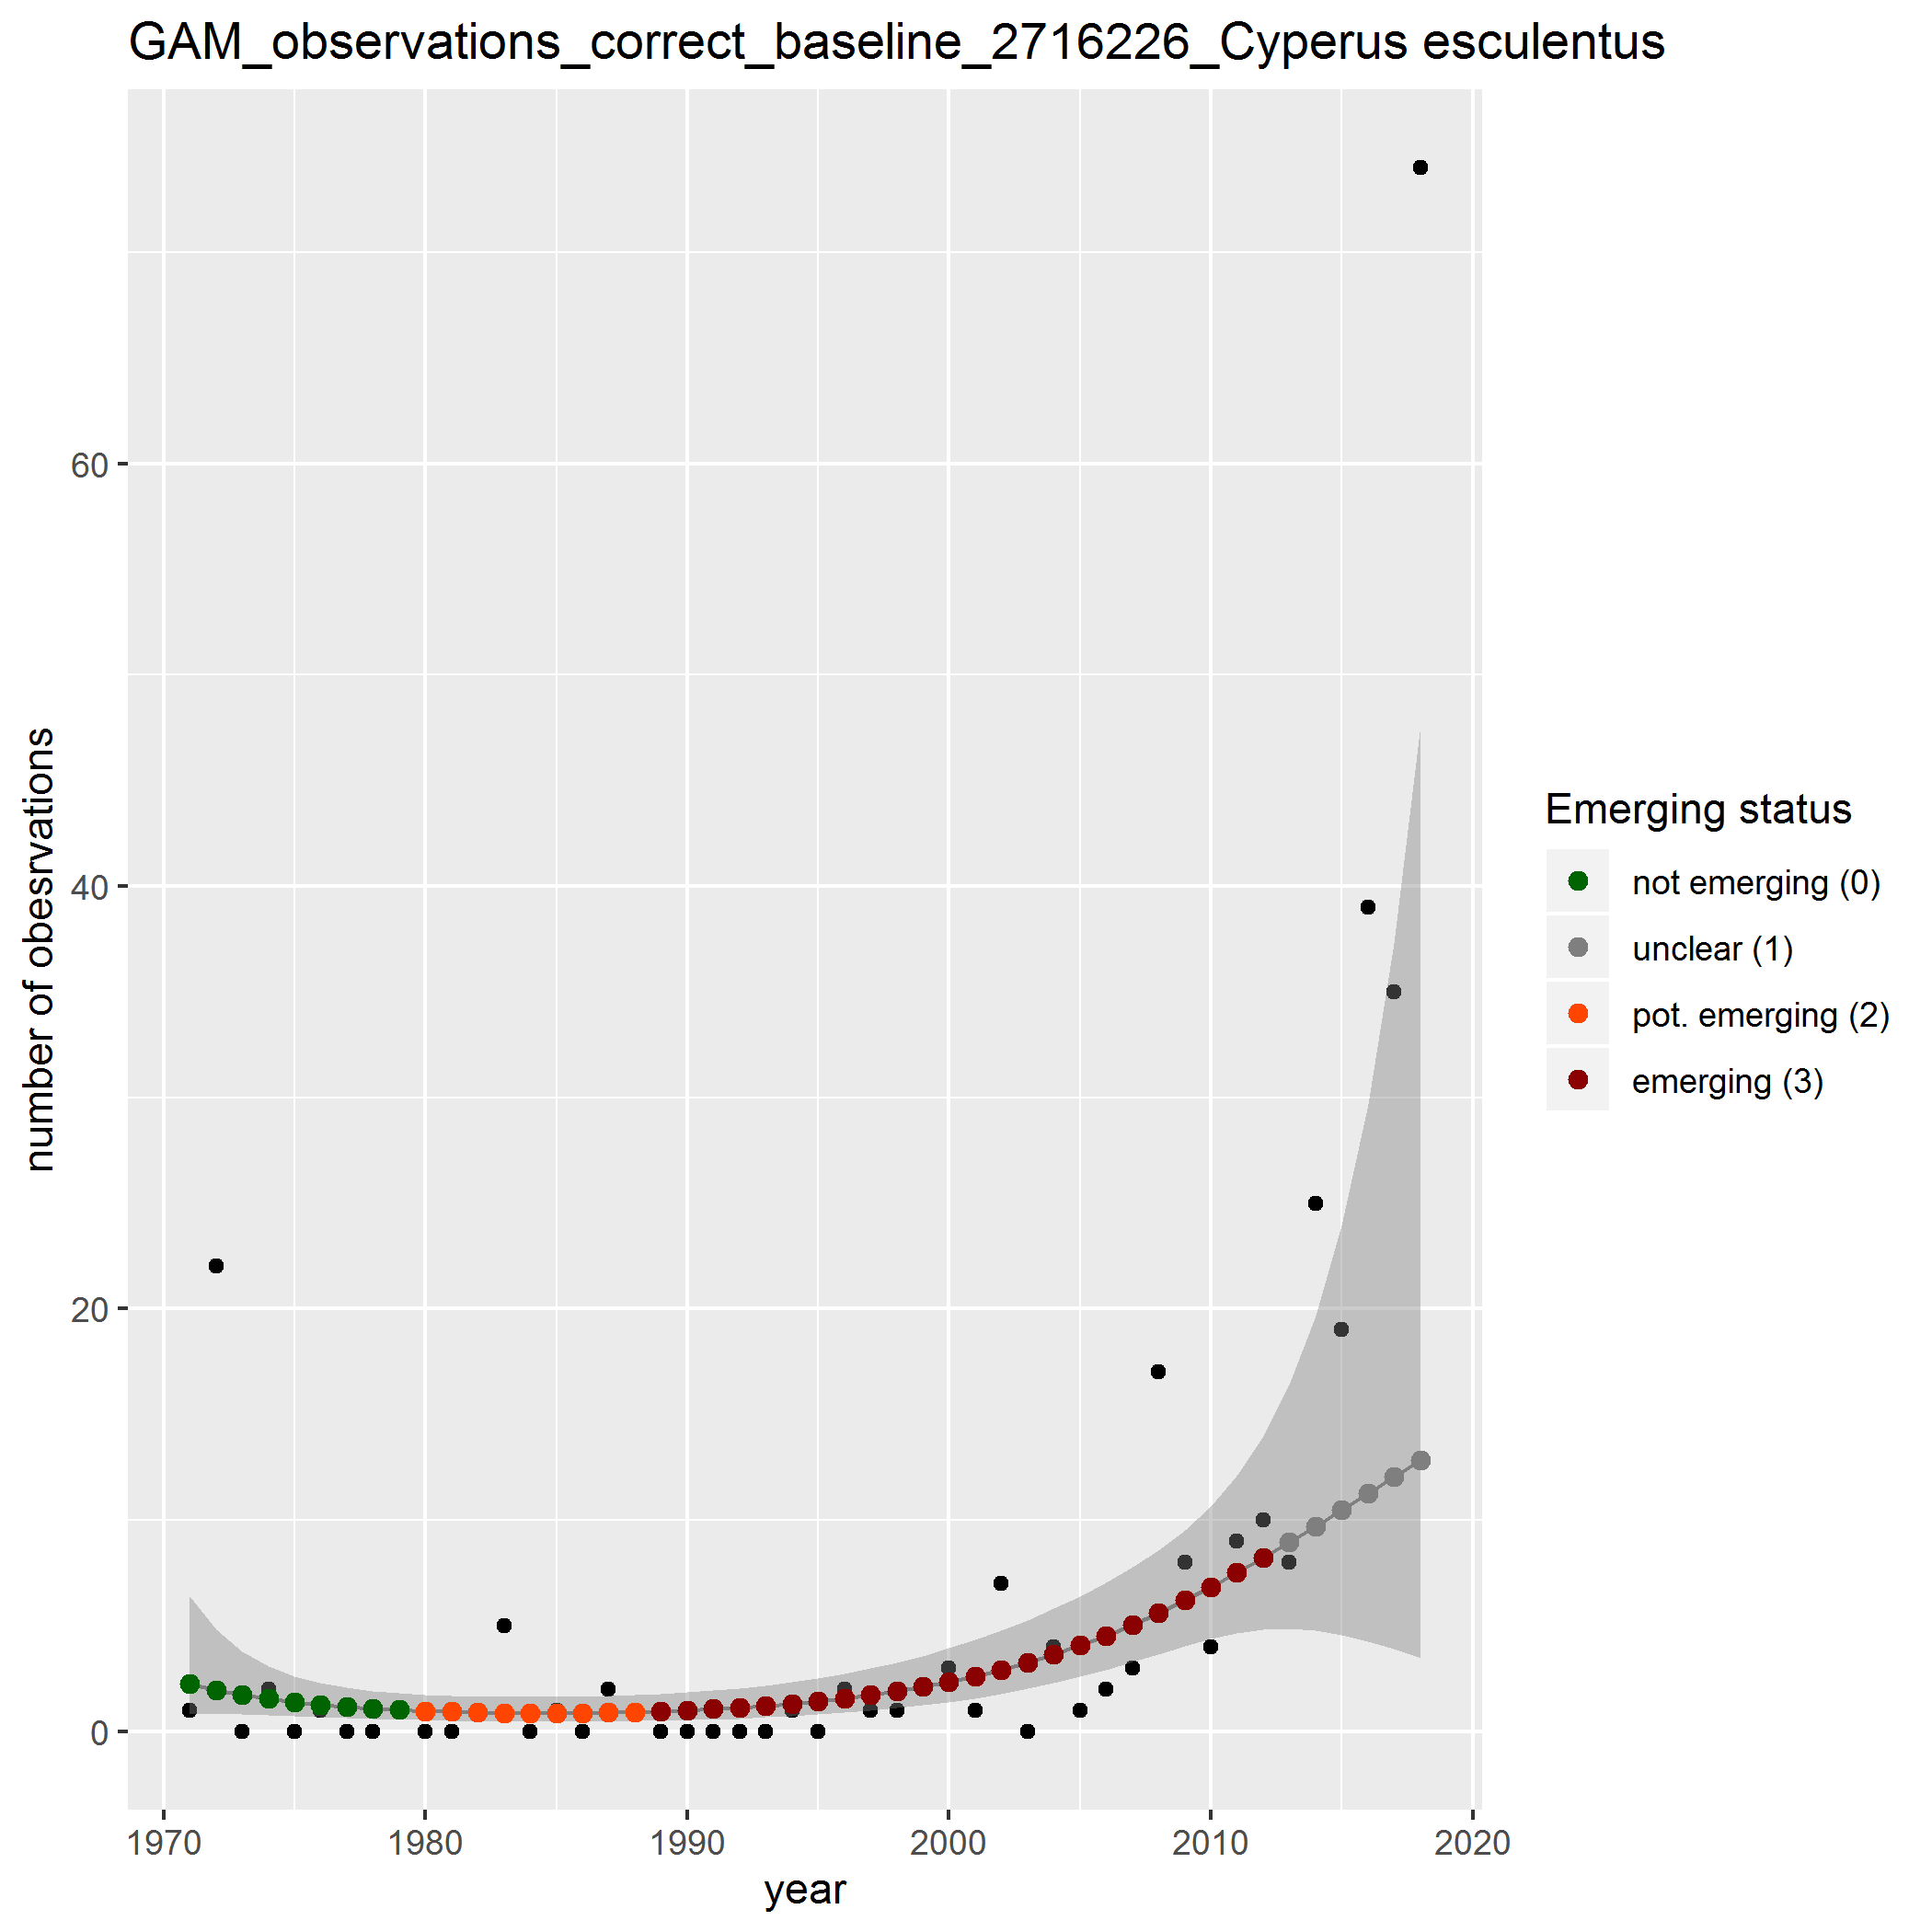 GAM_observations_correct_baseline_2716226_Cyperus esculentus
number of obesrvations
60
40
20
0
1970
1980
1990
2000
2010
2020
year
Emerging status
not emerging (0)
unclear (1)
pot. emerging (2)
emerging (3)